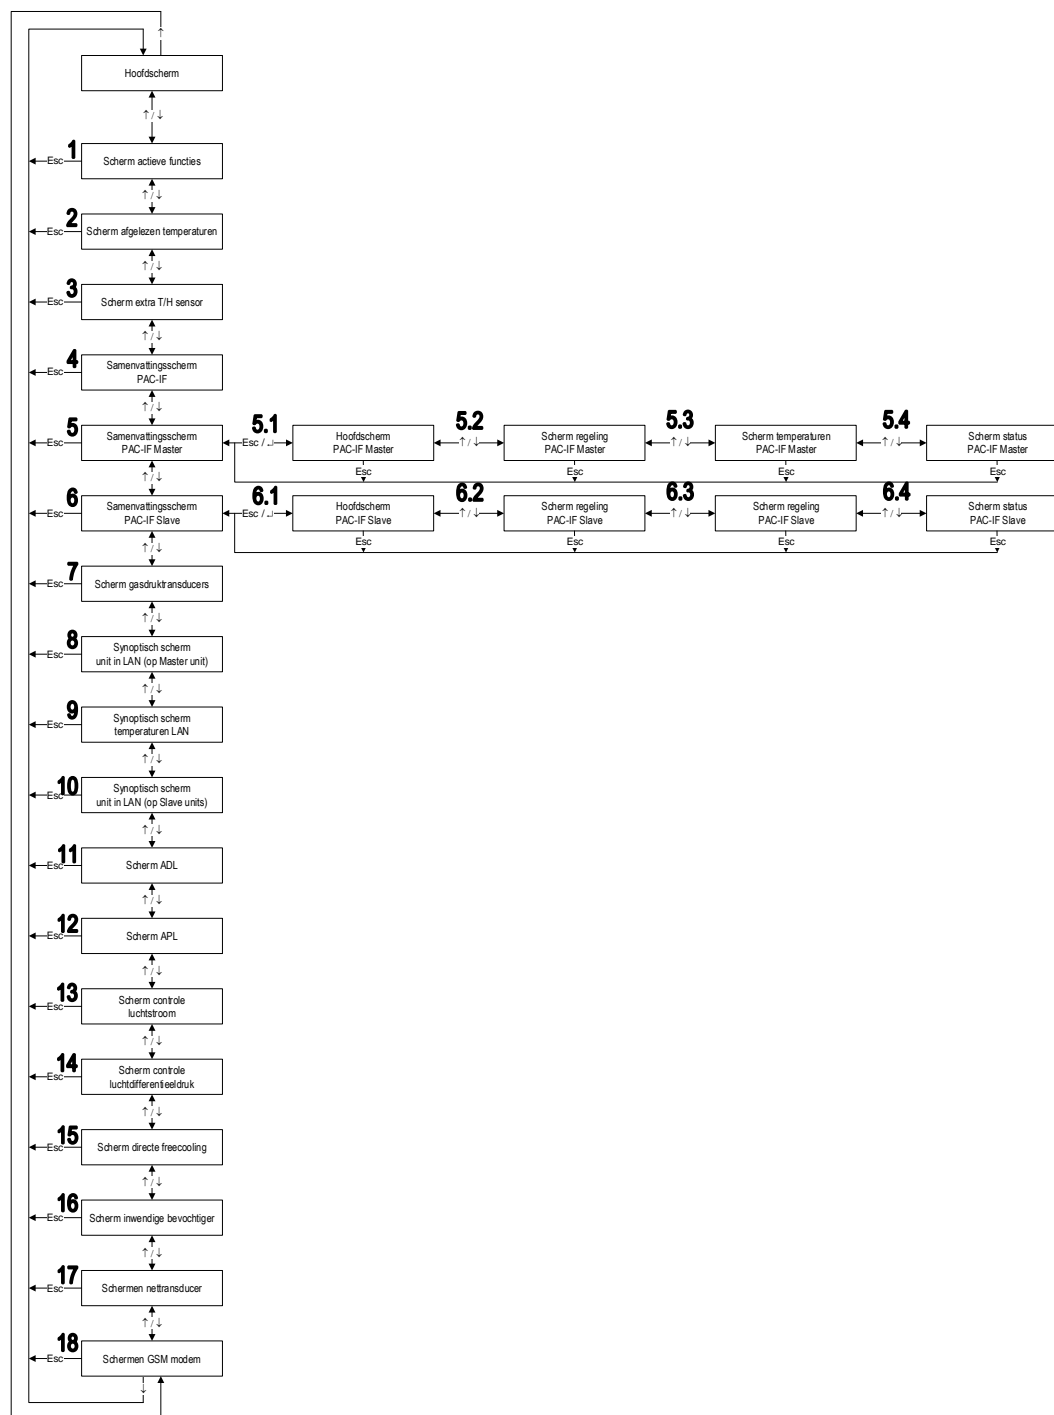 ↑
Hoofdscherm
↑ / ↓
1
Esc
Scherm actieve functies
↑ / ↓
2
Esc
Scherm afgelezen temperaturen
↑ / ↓
3
Esc
Scherm extra T/H sensor
↑ / ↓
4
Esc
Samenvattingsscherm
PAC-IF
↑ / ↓
5
Esc
Samenvattingsscherm
PAC-IF Master
5.1
Esc / ↵
Hoofdscherm
PAC-IF Master
Esc
5.2
↑ / ↓
Scherm regeling
PAC-IF Master
Esc
5.3
↑ / ↓
Scherm temperaturen
PAC-IF Master
Esc
5.4
↑ / ↓
Scherm status
PAC-IF Master
Esc
↑ / ↓
6
Esc
Samenvattingsscherm
PAC-IF Slave
6.1
Esc / ↵
Hoofdscherm
PAC-IF Slave
Esc
6.2
↑ / ↓
Scherm regeling
PAC-IF Slave
Esc
6.3
↑ / ↓
Scherm regeling
PAC-IF Slave
Esc
6.4
↑ / ↓
Scherm status
PAC-IF Slave
Esc
↑ / ↓
7
Esc
Scherm gasdruktransducers
↑ / ↓
8
Esc
Synoptisch scherm
unit in LAN (op Master unit)
↑ / ↓
9
Esc
Synoptisch scherm
temperaturen LAN
↑ / ↓
10
Esc
Synoptisch scherm
unit in LAN (op Slave units)
↑ / ↓
11
Esc
Scherm ADL
↑ / ↓
12
Esc
Scherm APL
↑ / ↓
13
Esc
Scherm controle
luchtstroom
↑ / ↓
14
Esc
Scherm controle
luchtdifferentieeldruk
↑ / ↓
15
Esc
Scherm directe freecooling
↑ / ↓
16
Esc
Scherm inwendige bevochtiger
↑ / ↓
17
Esc
Schermen nettransducer
↑ / ↓
18
Esc
Schermen GSM modem
↓